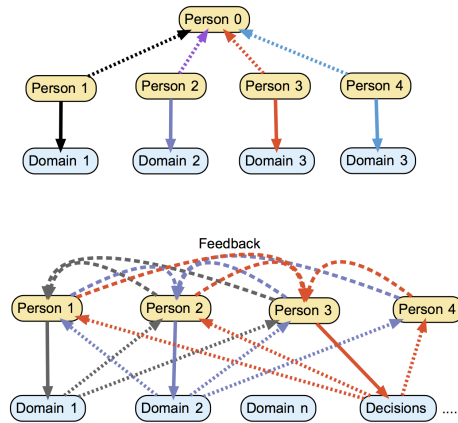 Person 0
Person 1 Person 2 Person 3 Person 4
Domain 1 Domain 2 Domain 3 Domain 3
Feedback
Person 1 Person 2 Person 3 Person 4
Domain 1 Domain 2 Domain n Decisions ....